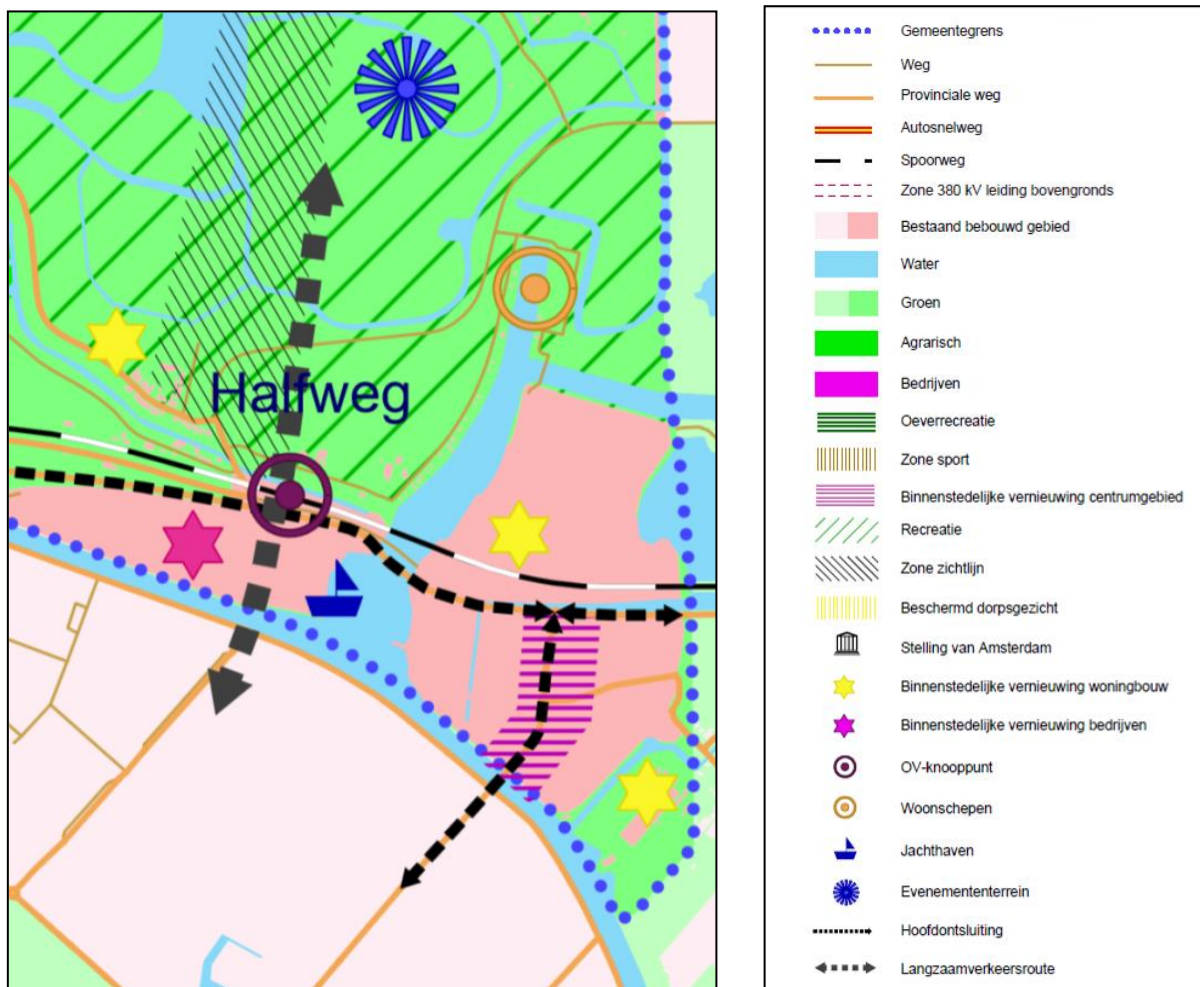 Halfweg
Gemeentegrens
Weg
Provinciale weg
Autosnelweg
Spoorweg
Zone 380 kV leiding bovengronds
Bestaand bebouwd gebied
Water
Groen
Agrarisch
Bedrijven
Oeverrecreatie
Zone sport
Binnenstedelijke vernieuwing centrumgebied
Recreatie
Zone zichtlijn
Beschermd dorpsgezicht
Stelling van Amsterdam
Binnenstedelijke vernieuwing woningbouw
Binnenstedelijke vernieuwing bedrijven
OV-knooppunt
Woonschepen
Jachthaven
Evenemententerrein
Hoofdontsluiting
Langzaamverkeersroute